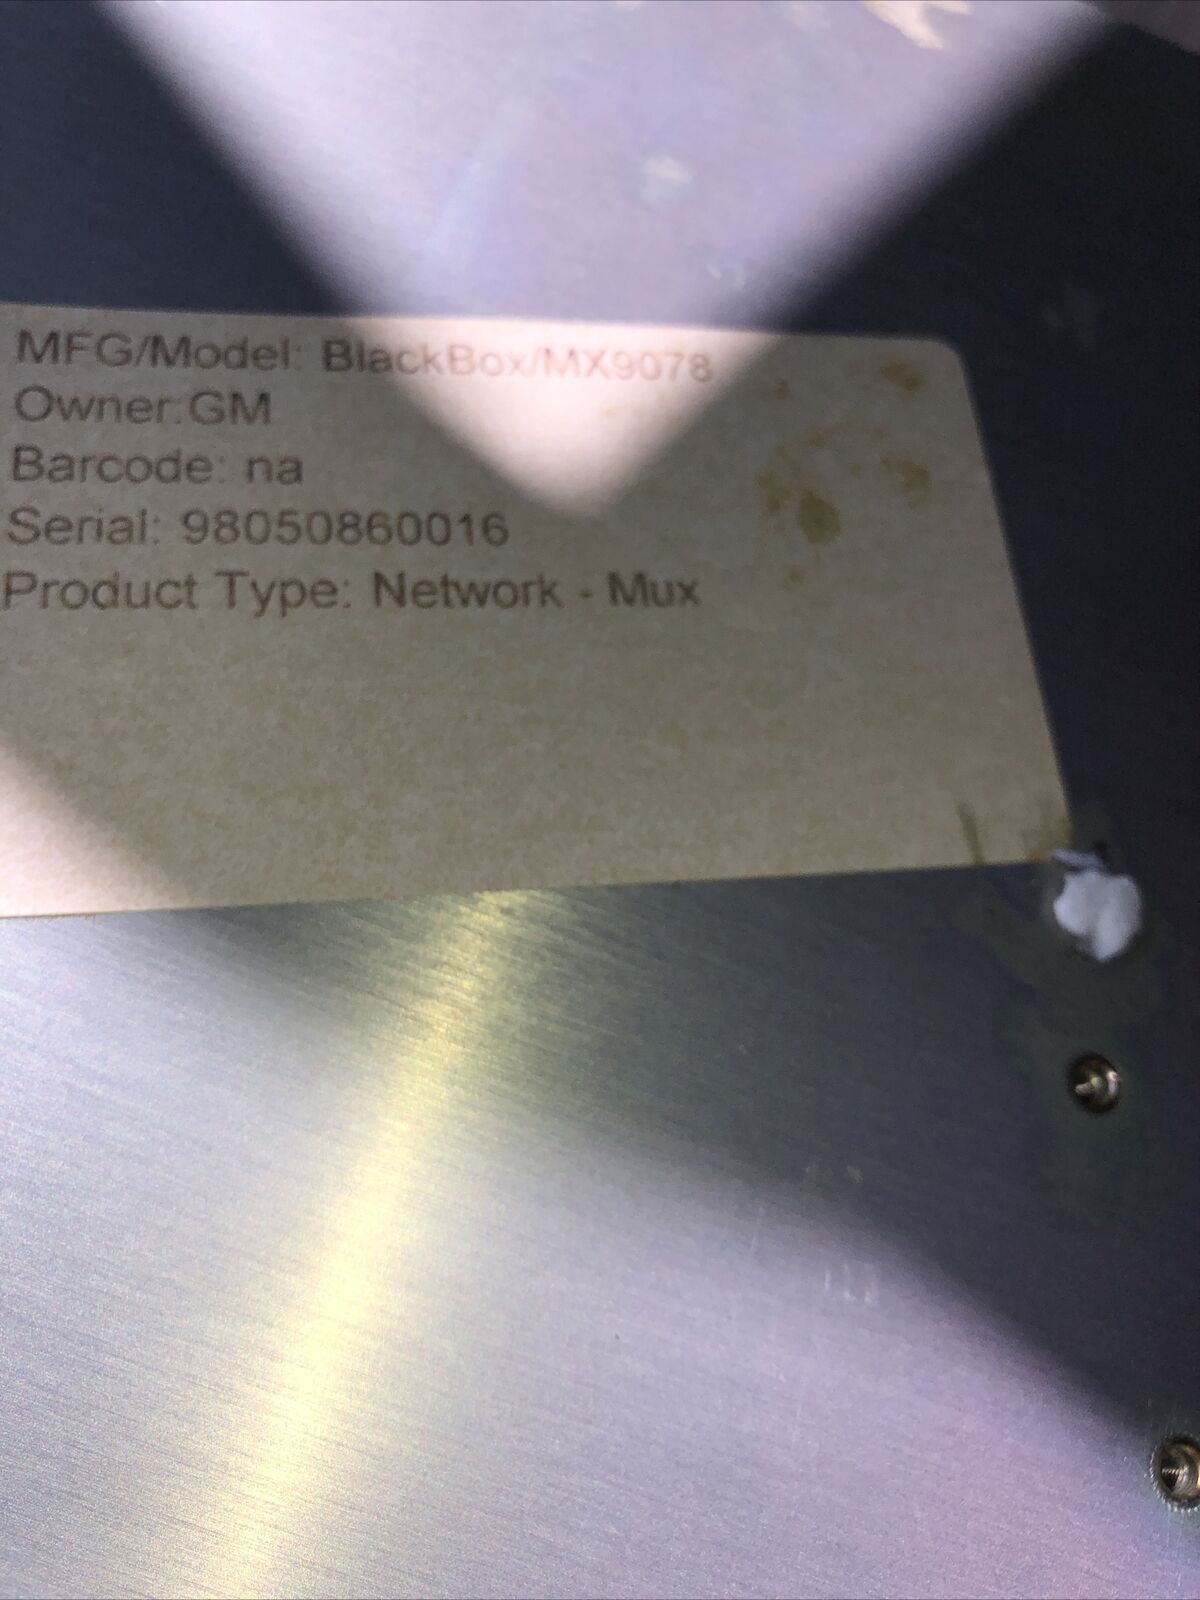 MFG/Model: BlackBox/MX9078
Owner:GM
Barcode: na
Serial: 98050860016
Product Type: Network - Mux